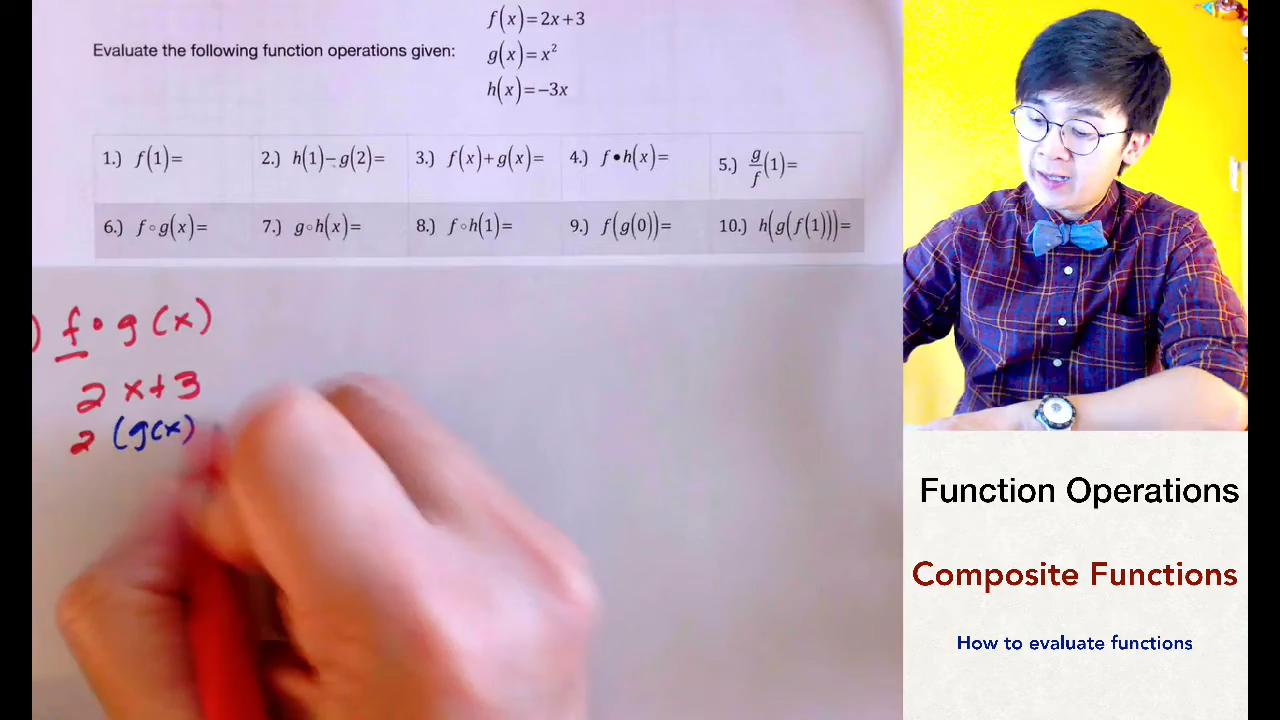 f(x)=2x+3
Evaluate the following function operations given:
g(x)=x²
h(x)=−3x
1.) f(1)= 2.) h(1)−g(2)= 3.) f(x)+g(x)= 4.) f•h(x)= 5.) g/f(1)=
6.) f∘g(x)= 7.) g∘h(x)= 8.) f∘h(1)= 9.) f(g(0))= 10.) h(g(f(1)))=
) f∘g(x)
2x+3
2(g(x)
Function Operations
Composite Functions
How to evaluate functions